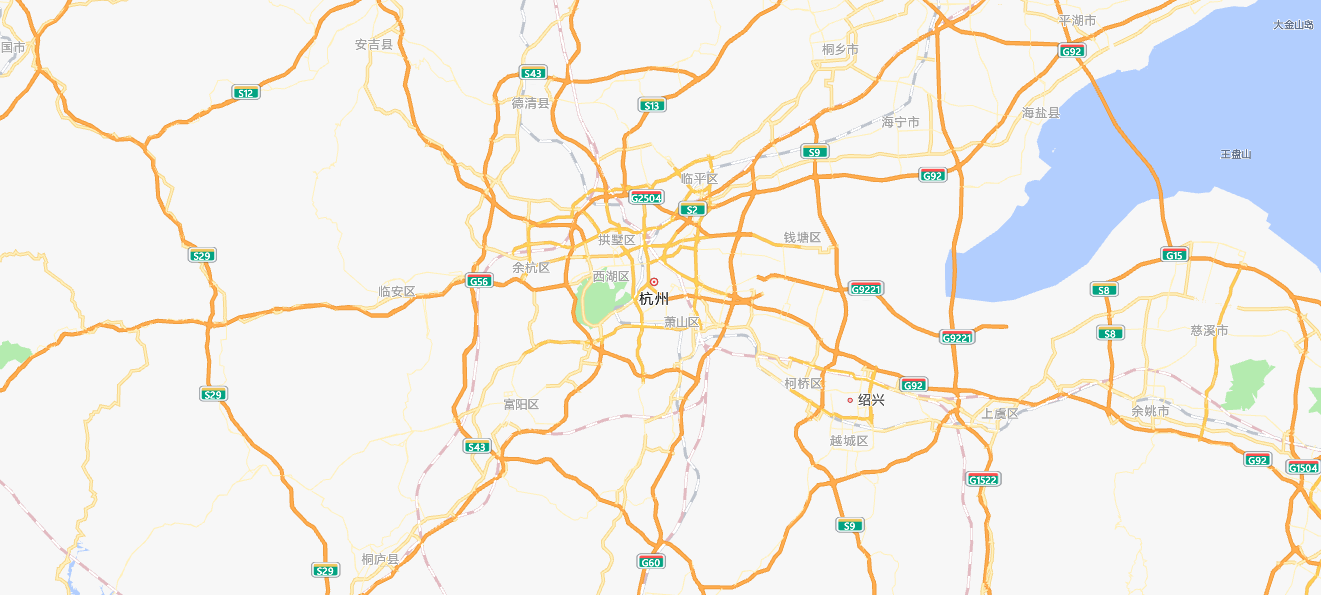 大金山岛
平湖市
国市
安吉县
桐乡市
G92
S43
S12
德清县
S13
海盐县
海宁市
S9
王盘山
G92
临平区
G2504
S2
钱塘区
拱墅区
S29
G15
余杭区
西湖区
G56
杭州
临安区
G9221
S8
萧山区
慈溪市
S8
G9221
柯桥区
G92
S29
富阳区
绍兴
上虞区
余姚市
越城区
S43
G92
G1504
G1522
S9
桐庐县
G60
S29